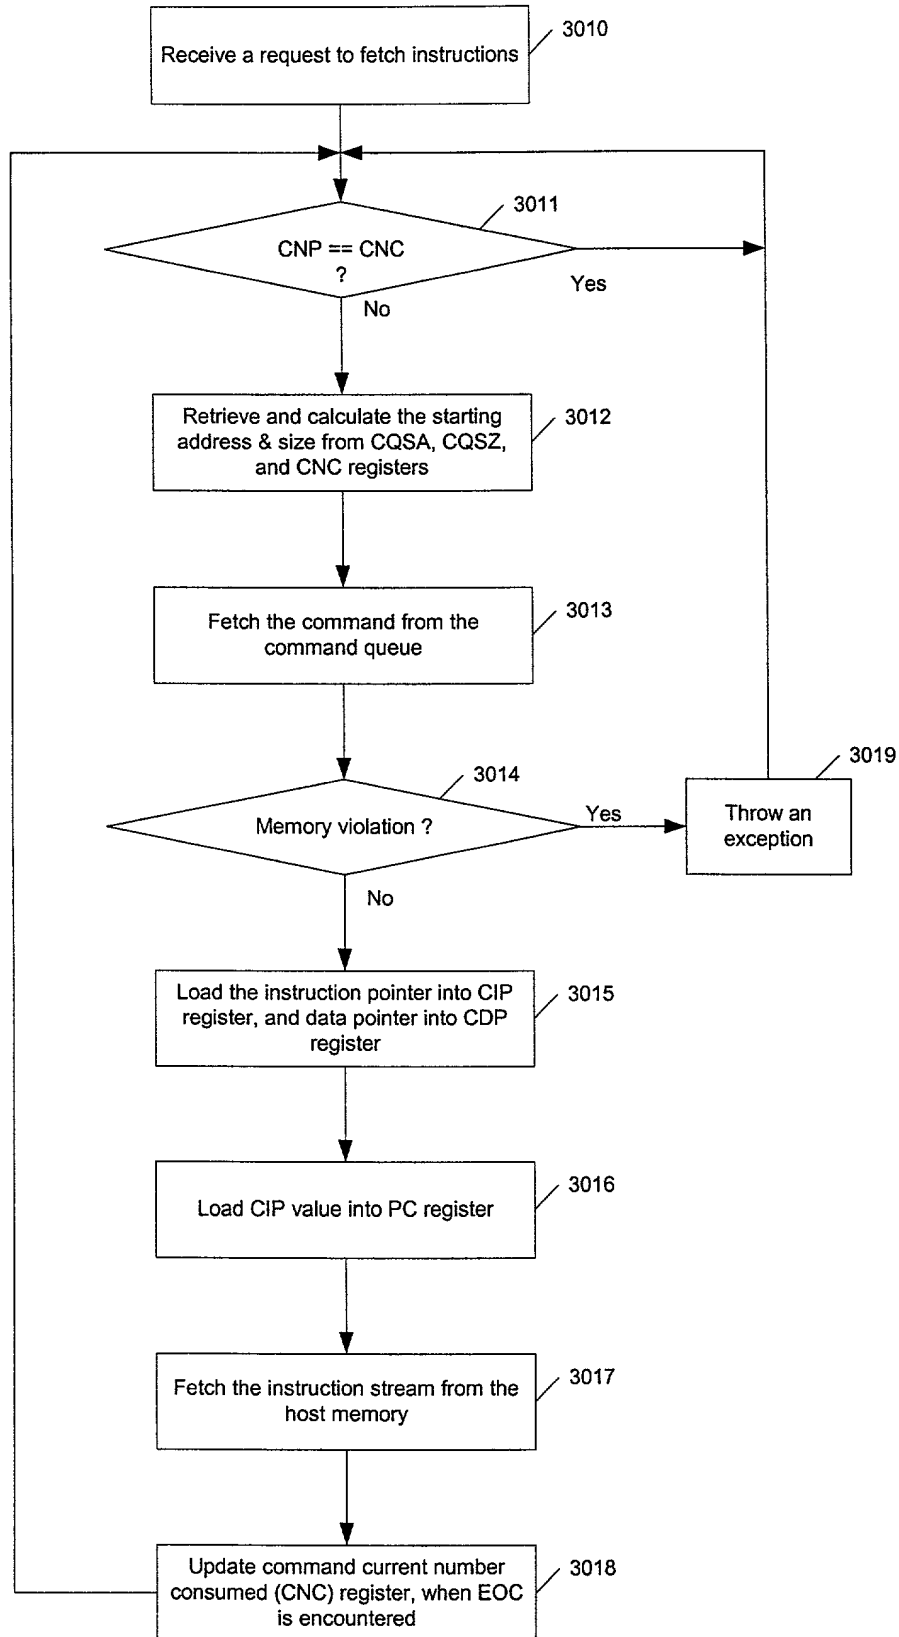 3010
Receive a request to fetch instructions
3011
CNP == CNC
?
Yes
No
Retrieve and calculate the starting
address & size from CQSA, CQSZ,
and CNC registers
3012
Fetch the command from the
command queue
3013
3014
Memory violation ?
Yes
3019
Throw an
exception
No
Load the instruction pointer into CIP
register, and data pointer into CDP
register
3015
Load CIP value into PC register
3016
Fetch the instruction stream from the
host memory
3017
Update command current number
consumed (CNC) register, when EOC
is encountered
3018